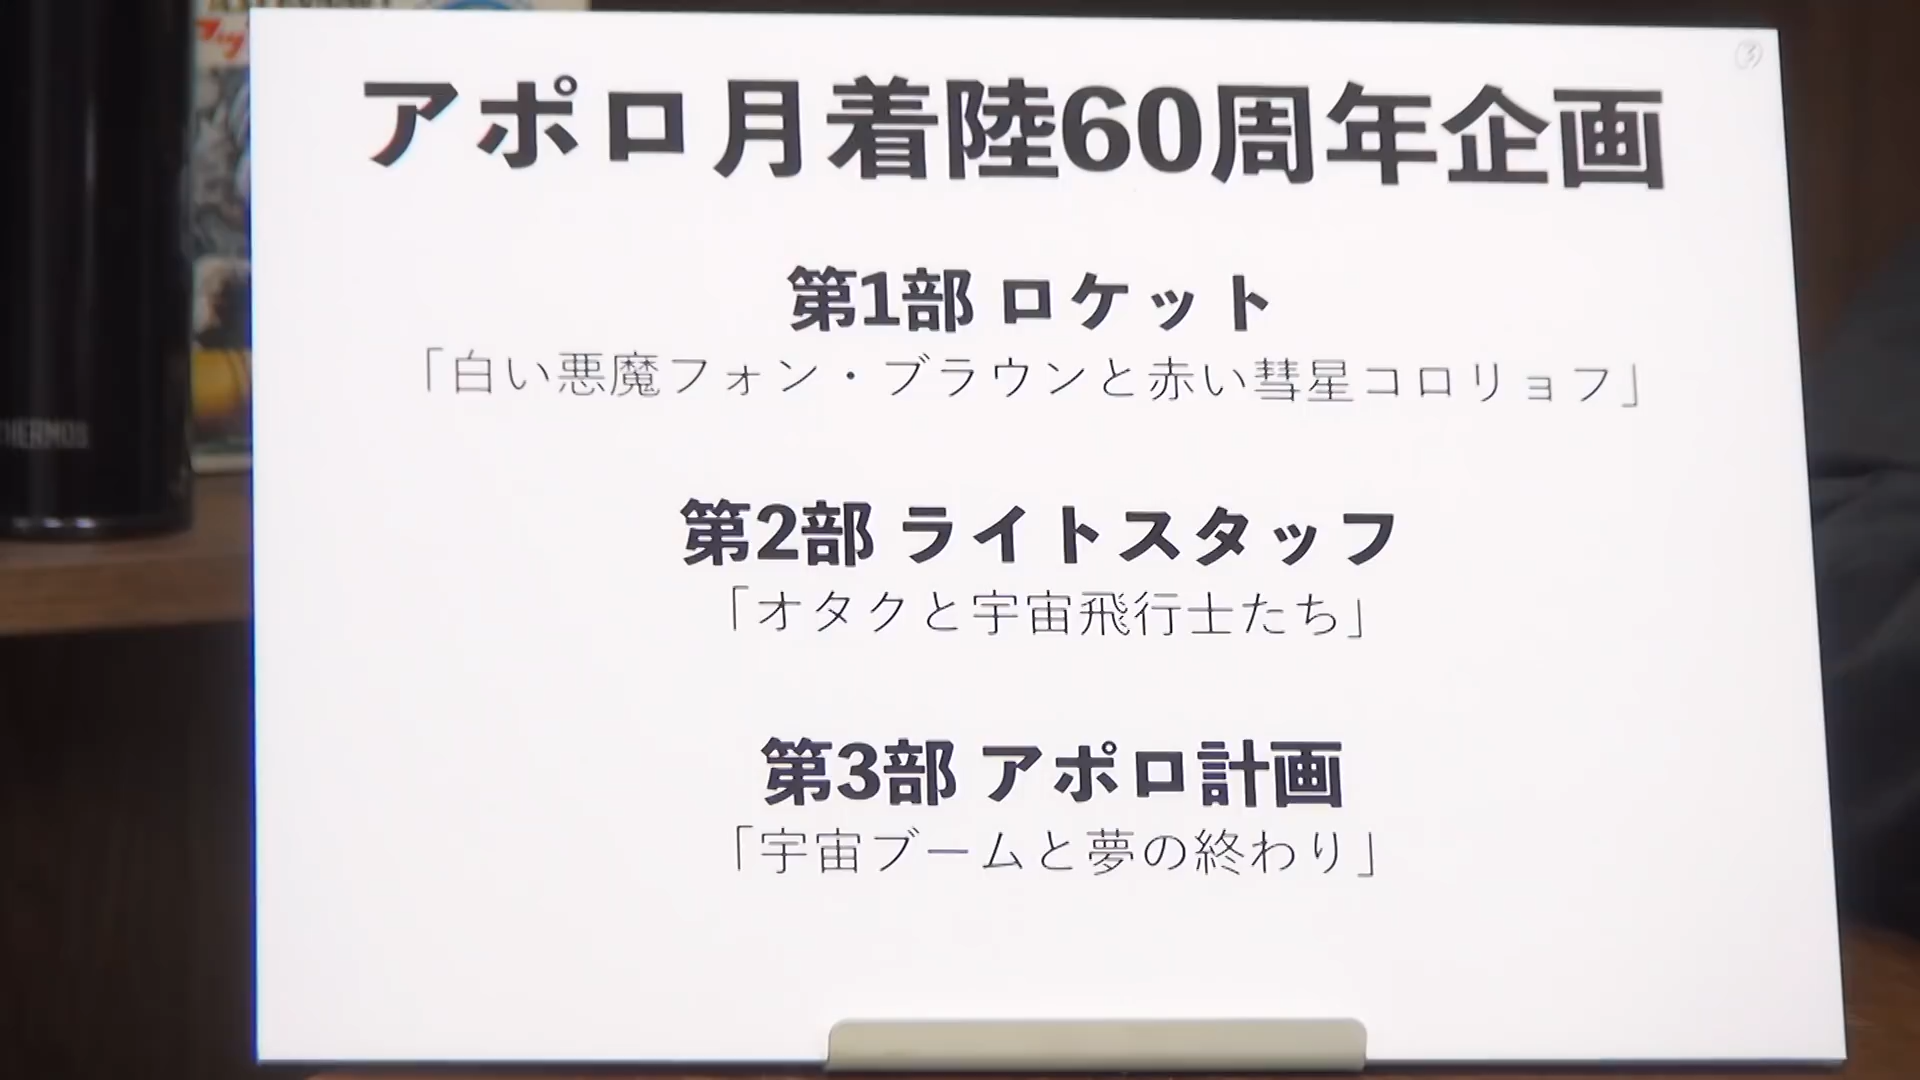 ③
アポロ月着陸60周年企画
第1部 ロケット
「白い悪魔フォン・ブラウンと赤い彗星コロリョフ」
第2部 ライトスタッフ
「オタクと宇宙飛行士たち」
第3部 アポロ計画
「宇宙ブームと夢の終わり」
THERMOS